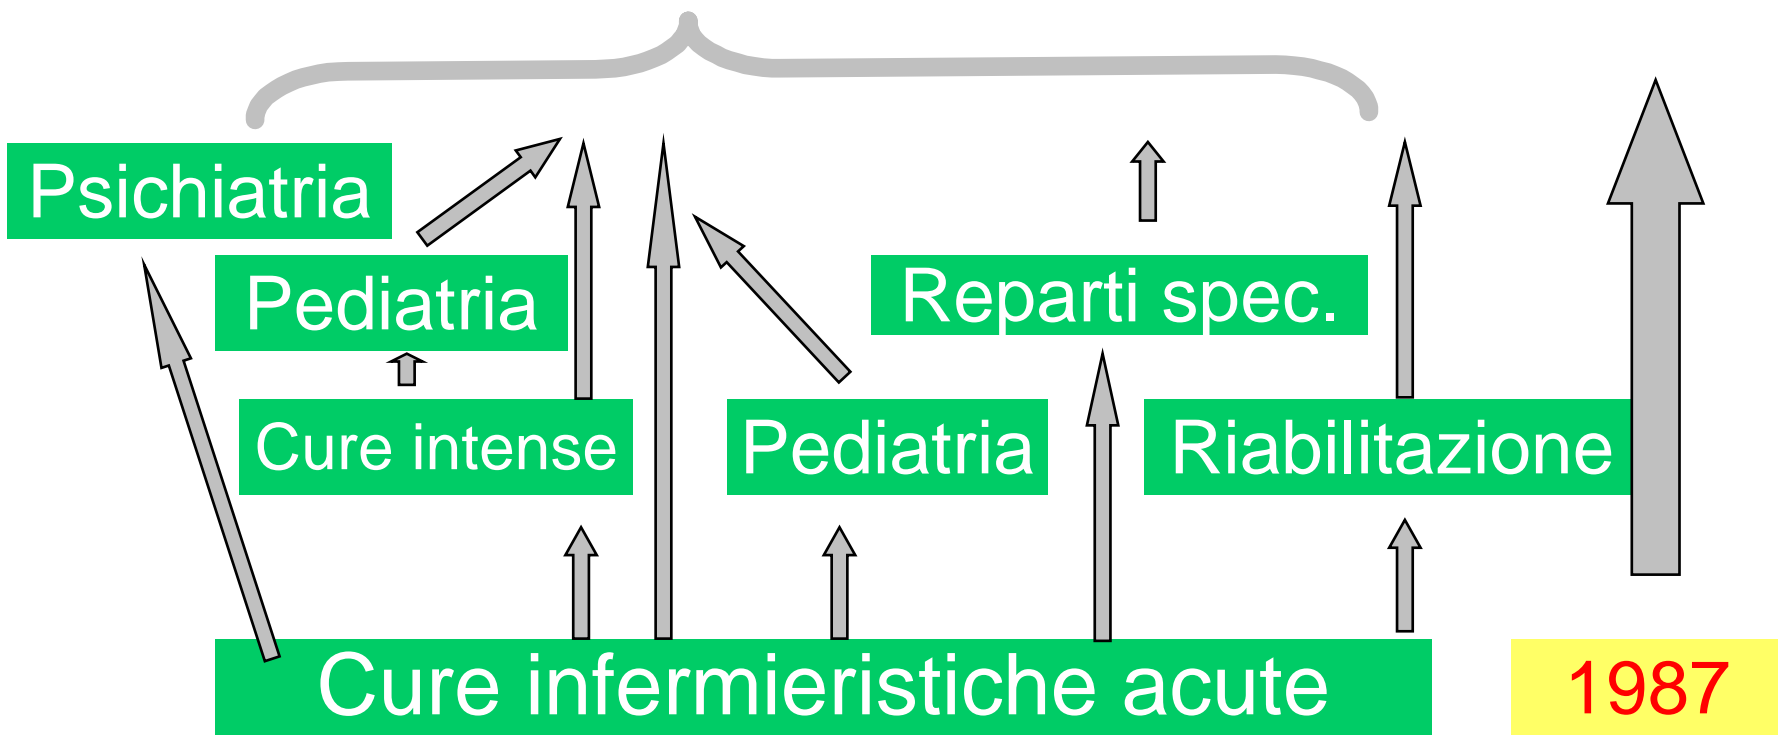 Psichiatria
Pediatria
Reparti spec.
Cure intense
Pediatria
Riabilitazione
Cure infermieristiche acute
1987